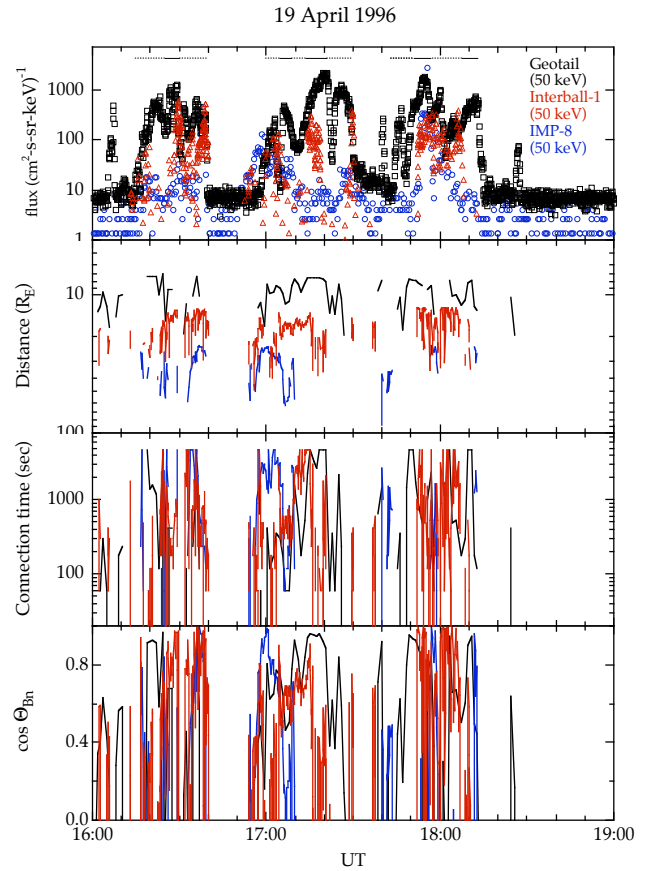 19 April 1996
Geotail
(50 keV)
Interball-1
(50 keV)
IMP-8
(50 keV)
flux (cm²-s-sr-keV)⁻¹
1000
100
10
1
Distance (R_E)
10
100
Connection time (sec)
1000
100
cos Θ_Bn
0.8
0.4
0.0
16:00
17:00
18:00
19:00
UT